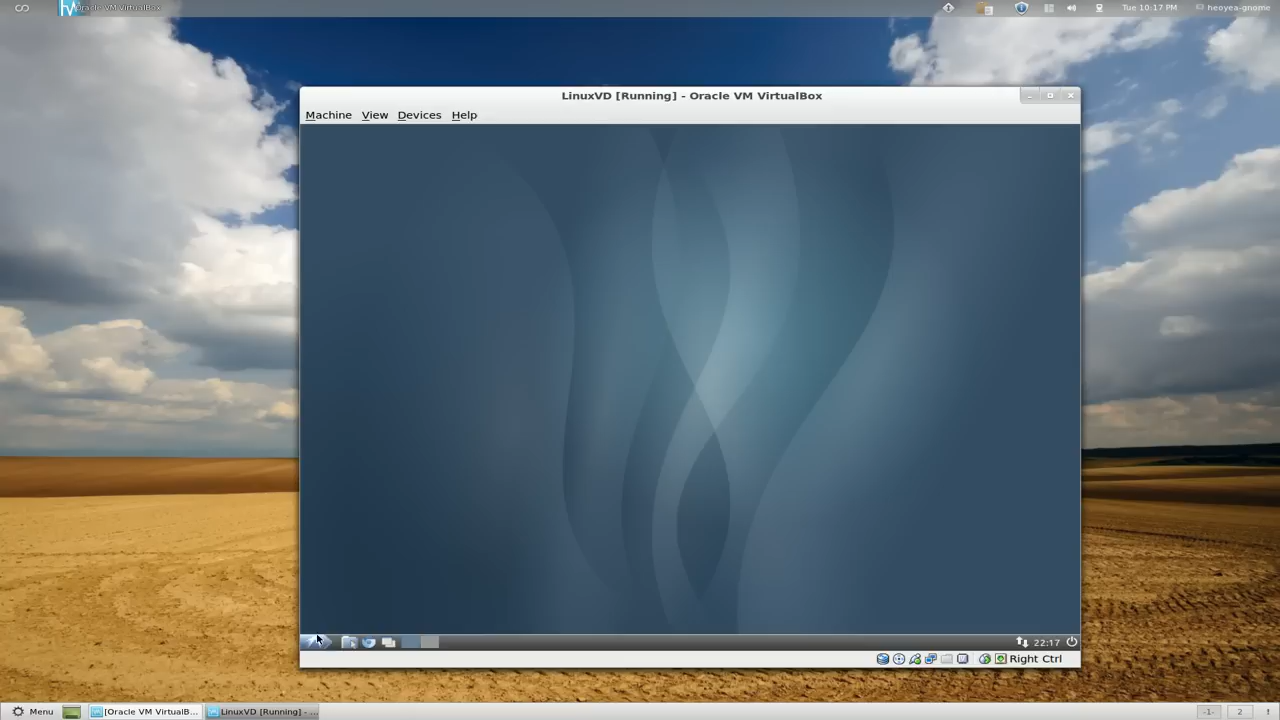 Oracle VM VirtualBox
Tue 10:17 PM
heoyea-gnome
LinuxVD [Running] - Oracle VM VirtualBox
Machine View Devices Help
22:17
Right Ctrl
Menu
[Oracle VM VirtualB...
LinuxVD [Running] - ...
-1-
2
!